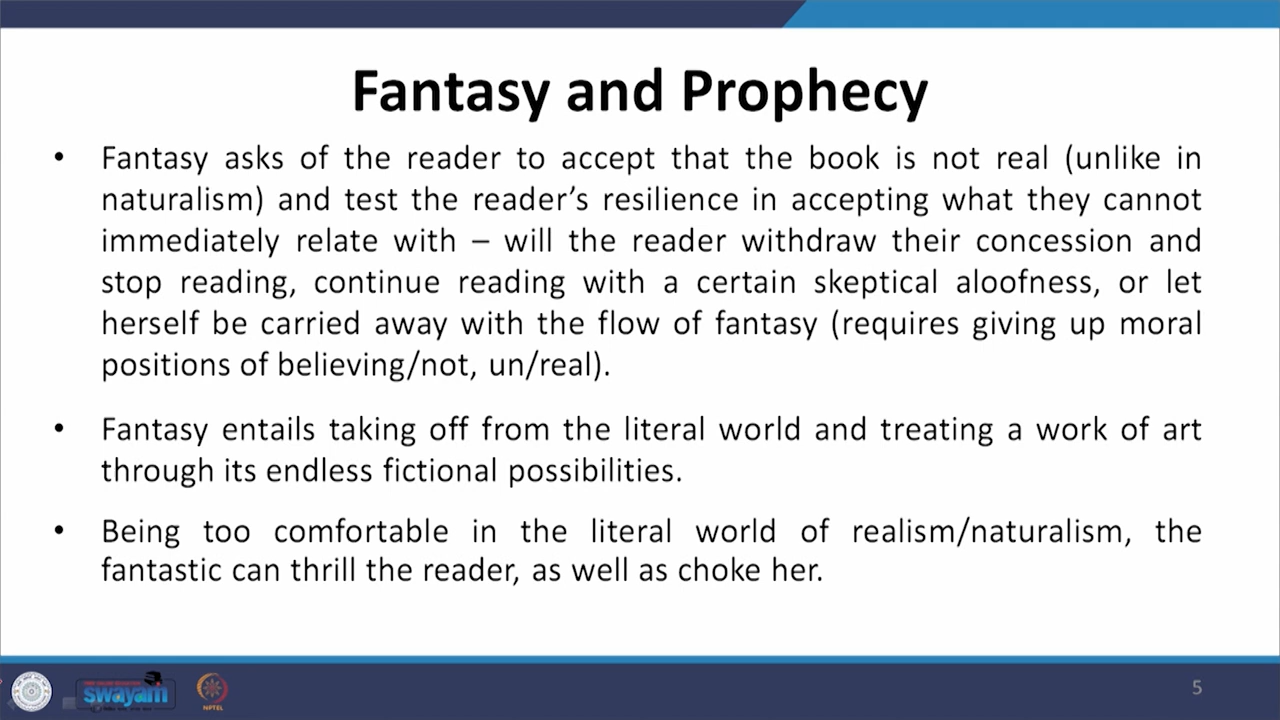 Fantasy and Prophecy
• Fantasy asks of the reader to accept that the book is not real (unlike in
naturalism) and test the reader’s resilience in accepting what they cannot
immediately relate with – will the reader withdraw their concession and
stop reading, continue reading with a certain skeptical aloofness, or let
herself be carried away with the flow of fantasy (requires giving up moral
positions of believing/not, un/real).
• Fantasy entails taking off from the literal world and treating a work of art
through its endless fictional possibilities.
• Being too comfortable in the literal world of realism/naturalism, the
fantastic can thrill the reader, as well as choke her.
swayam
NPTEL
5